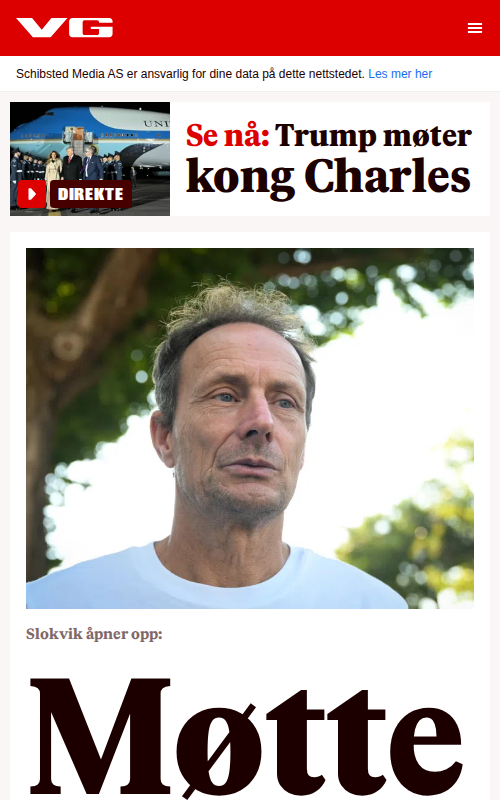 VG
Schibsted Media AS er ansvarlig for dine data på dette nettstedet. Les mer her
UNI
DIREKTE
Se nå: Trump møter
kong Charles
Slokvik åpner opp:
Møtte